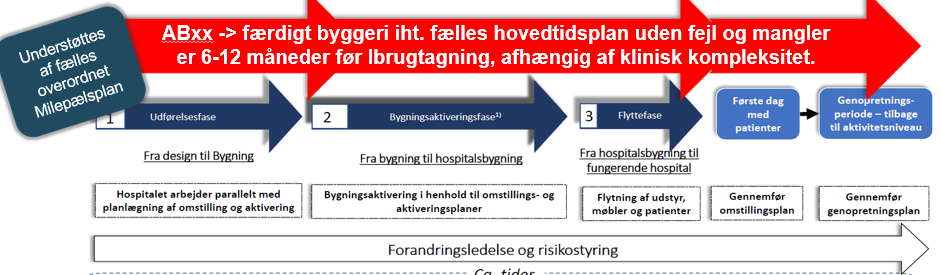 Understøttes
af fælles
overordnet
Milepælsplan
ABxx -> færdigt byggeri iht. fælles hovedtidsplan uden fejl og mangler
er 6-12 måneder før Ibrugtagning, afhængig af klinisk kompleksitet.
1 Udførelsesfase
2 Bygningsaktiveringsfase¹⁾
3 Flyttefase
Første dag
med
patienter
Genopretnings-
periode – tilbage
til aktivitetsniveau
Fra design til Bygning
Fra bygning til hospitalsbygning
Fra hospitalsbygning til
fungerende hospital
Hospitalet arbejder parallelt med
planlægning af omstilling og aktivering
Bygningsaktivering i henhold til omstillings- og
aktiveringsplaner
Flytning af udstyr,
møbler og patienter
Gennemfør
omstillingsplan
Gennemfør
genopretningsplan
Forandringsledelse og risikostyring
Ca. tider